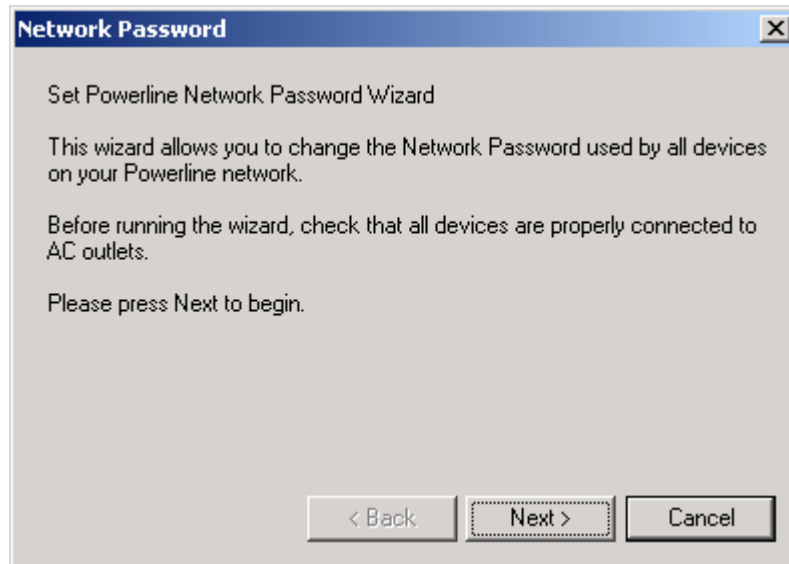 Network Password
Set Powerline Network Password Wizard
This wizard allows you to change the Network Password used by all devices
on your Powerline network.
Before running the wizard, check that all devices are properly connected to
AC outlets.
Please press Next to begin.
< Back
Next >
Cancel